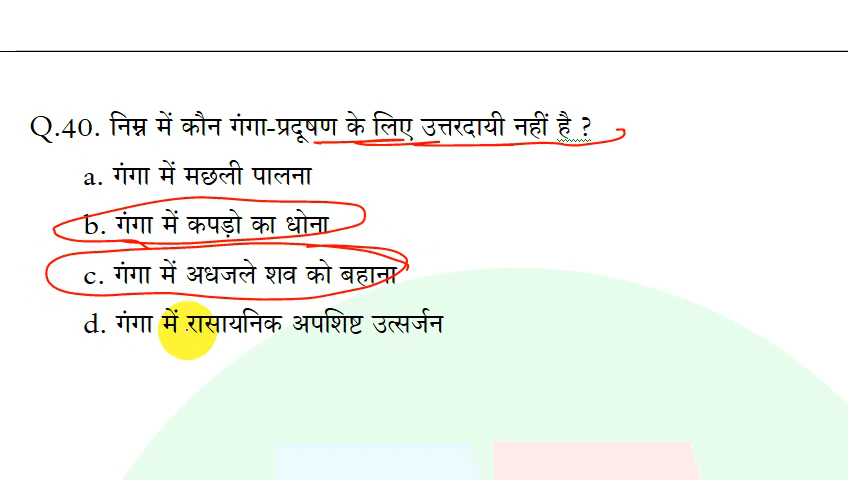 Q.40. निम्न में कौन गंगा-प्रदूषण के लिए उत्तरदायी नहीं है ?
a. गंगा में मछली पालना
b. गंगा में कपड़ो का धोना
c. गंगा में अधजले शव को बहाना
d. गंगा में रासायनिक अपशिष्ट उत्सर्जन